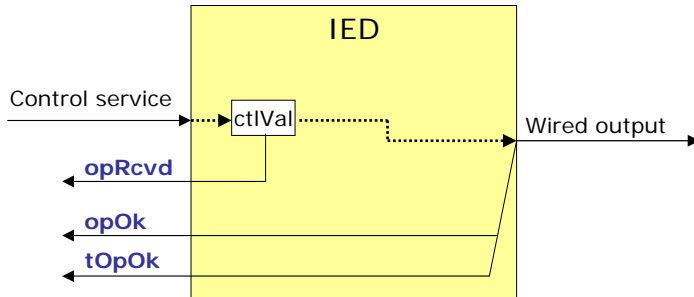 IED
Control service
ctlVal
Wired output
opRcvd
opOk
tOpOk